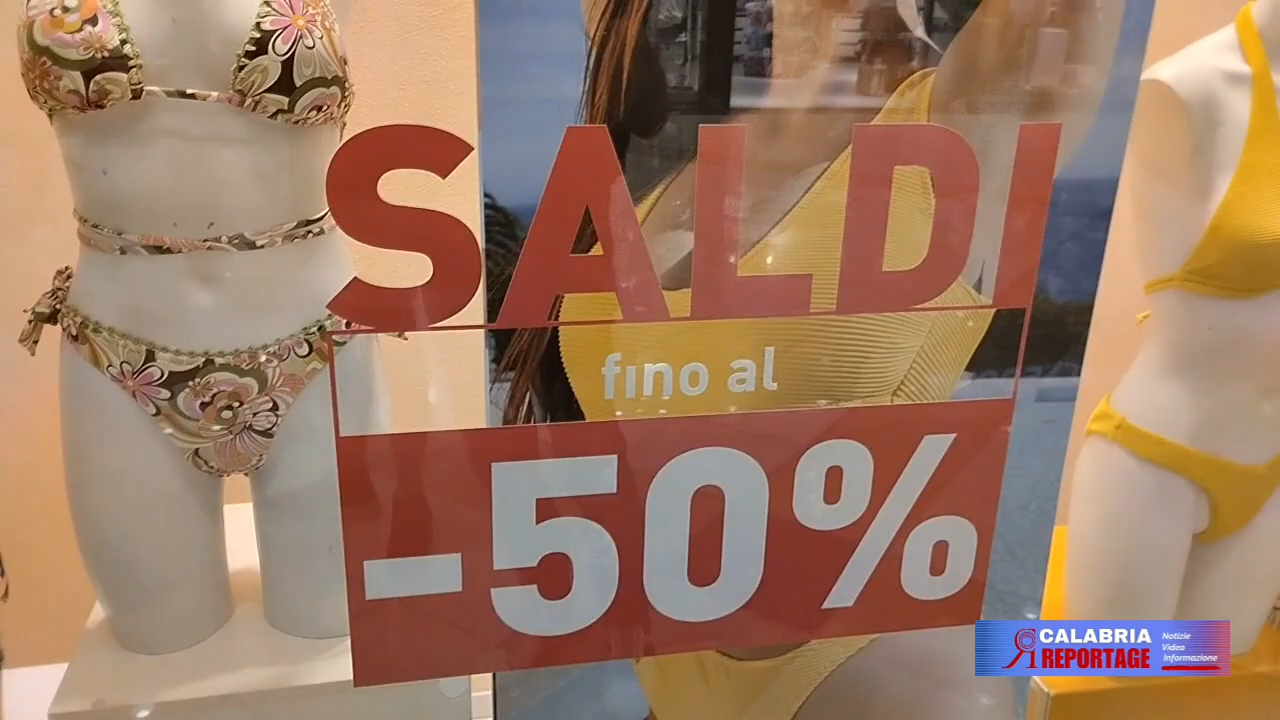 SALDI
fino al
-50%
CALABRIA
REPORTAGE
Notizie
Video
Informazione